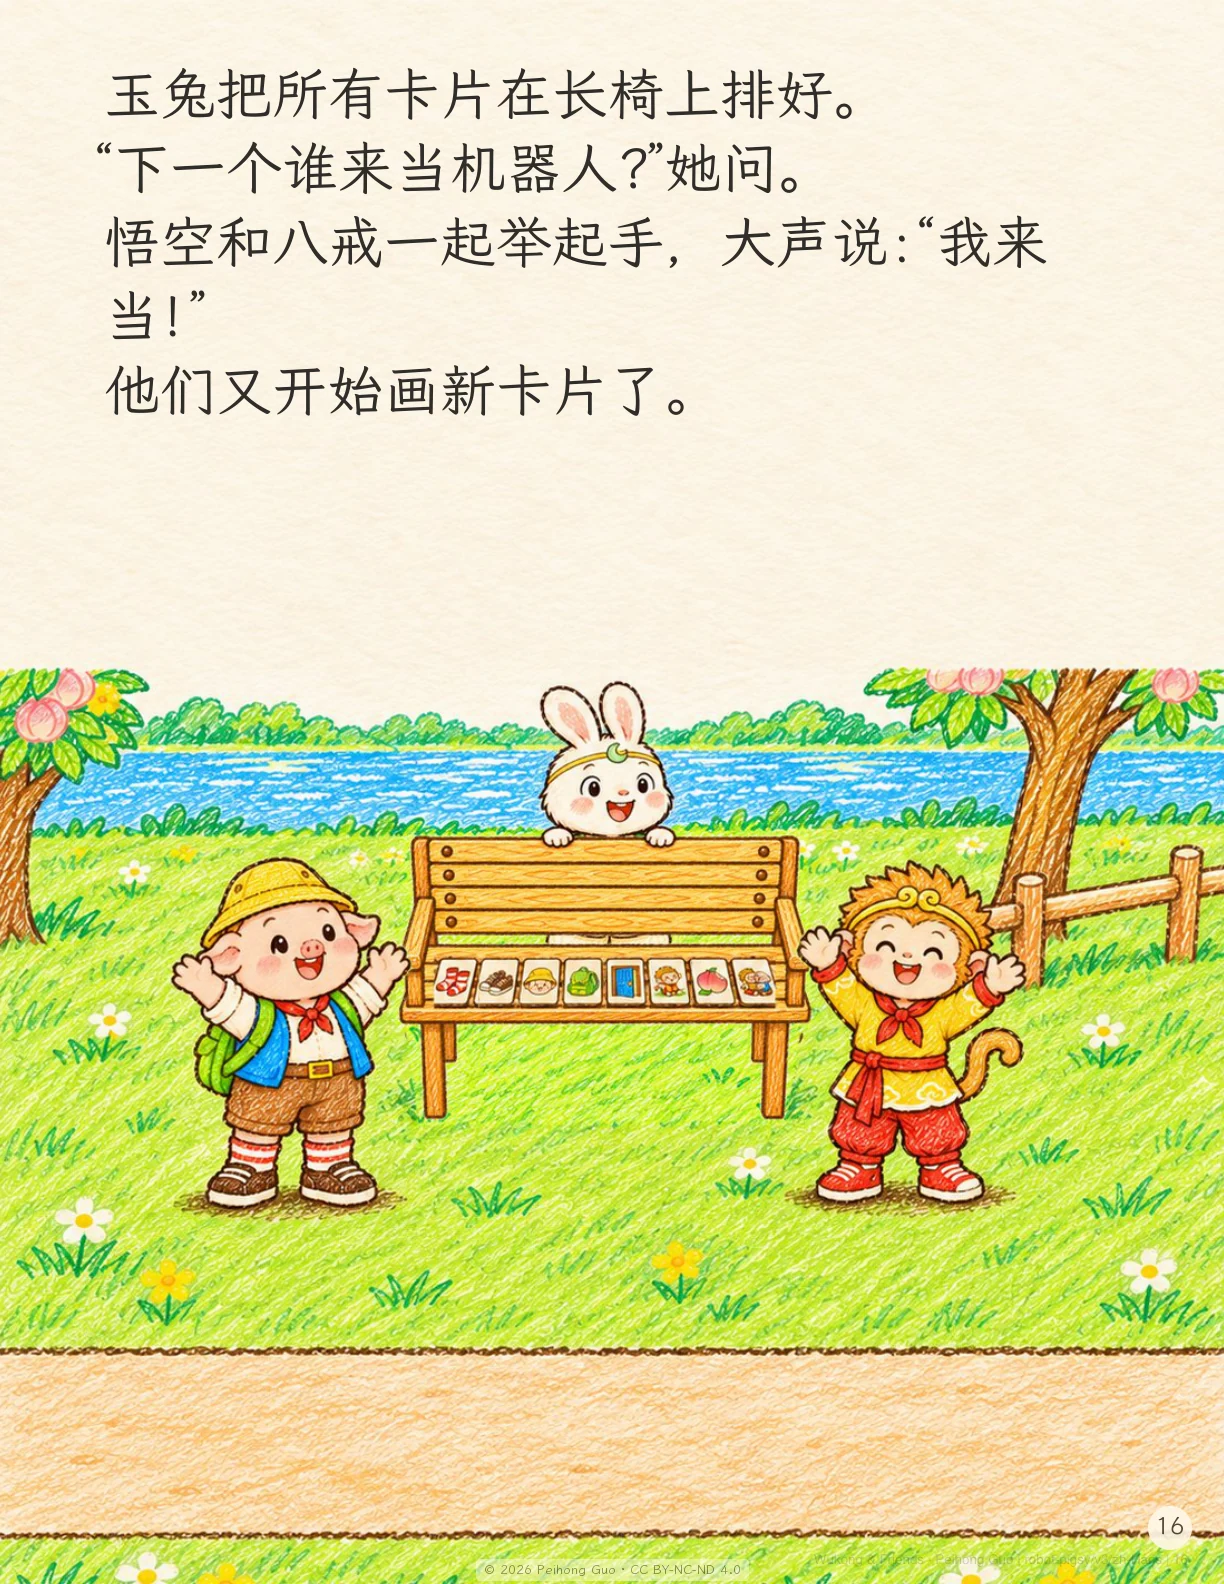 玉兔把所有卡片在长椅上排好。
“下一个谁来当机器人?”她问。
悟空和八戒一起举起手，大声说:“我来
当!”
他们又开始画新卡片了。
16
© 2026 Peihong Guo • CC BY-NC-ND 4.0